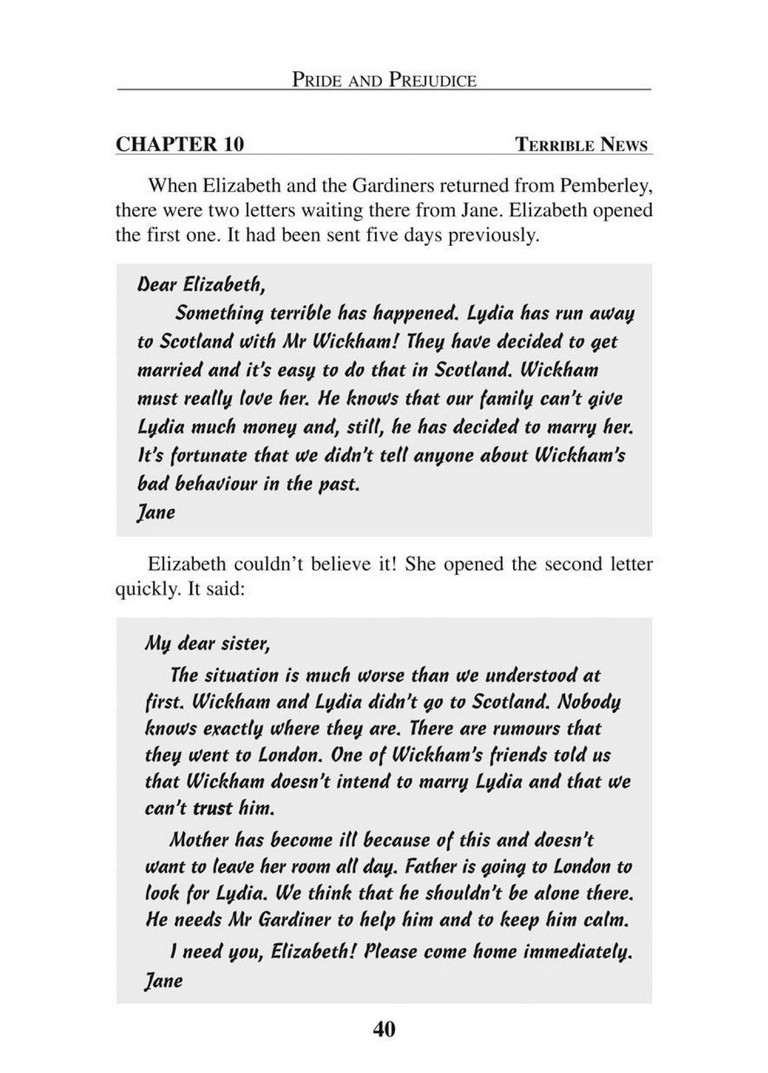 PRIDE AND PREJUDICE
CHAPTER 10 TERRIBLE NEWS
When Elizabeth and the Gardiners returned from Pemberley,
there were two letters waiting there from Jane. Elizabeth opened
the first one. It had been sent five days previously.
Dear Elizabeth,
Something terrible has happened. Lydia has run away
to Scotland with Mr Wickham! They have decided to get
married and it’s easy to do that in Scotland. Wickham
must really love her. He knows that our family can’t give
Lydia much money and, still, he has decided to marry her.
It’s fortunate that we didn’t tell anyone about Wickham’s
bad behaviour in the past.
Jane
Elizabeth couldn’t believe it! She opened the second letter
quickly. It said:
My dear sister,
The situation is much worse than we understood at
first. Wickham and Lydia didn’t go to Scotland. Nobody
knows exactly where they are. There are rumours that
they went to London. One of Wickham’s friends told us
that Wickham doesn’t intend to marry Lydia and that we
can’t trust him.
Mother has become ill because of this and doesn’t
want to leave her room all day. Father is going to London to
look for Lydia. We think that he shouldn’t be alone there.
He needs Mr Gardiner to help him and to keep him calm.
I need you, Elizabeth! Please come home immediately.
Jane
40